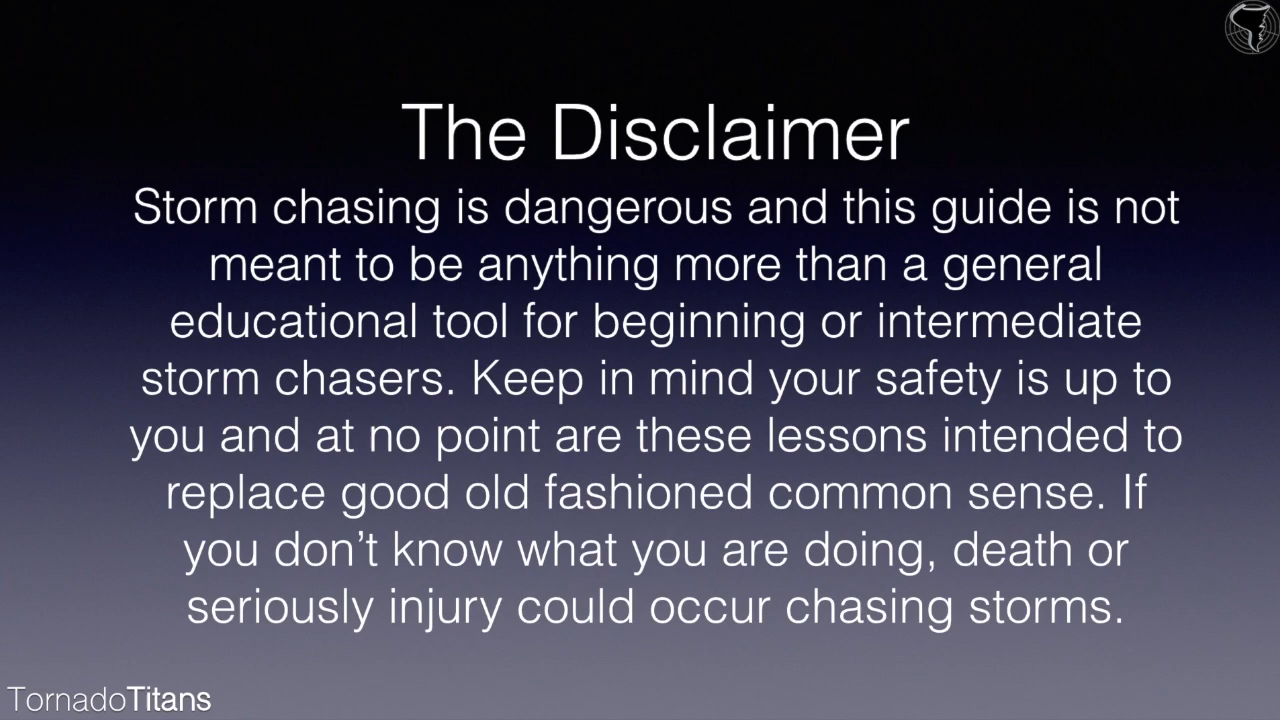 The Disclaimer
Storm chasing is dangerous and this guide is not
meant to be anything more than a general
educational tool for beginning or intermediate
storm chasers. Keep in mind your safety is up to
you and at no point are these lessons intended to
replace good old fashioned common sense. If
you don’t know what you are doing, death or
seriously injury could occur chasing storms.
TornadoTitans